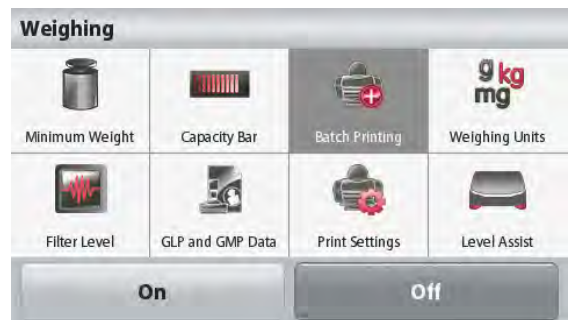 Weighing
g kg
mg
Minimum Weight
Capacity Bar
Batch Printing
Weighing Units
Filter Level
GLP and GMP Data
Print Settings
Level Assist
On
Off